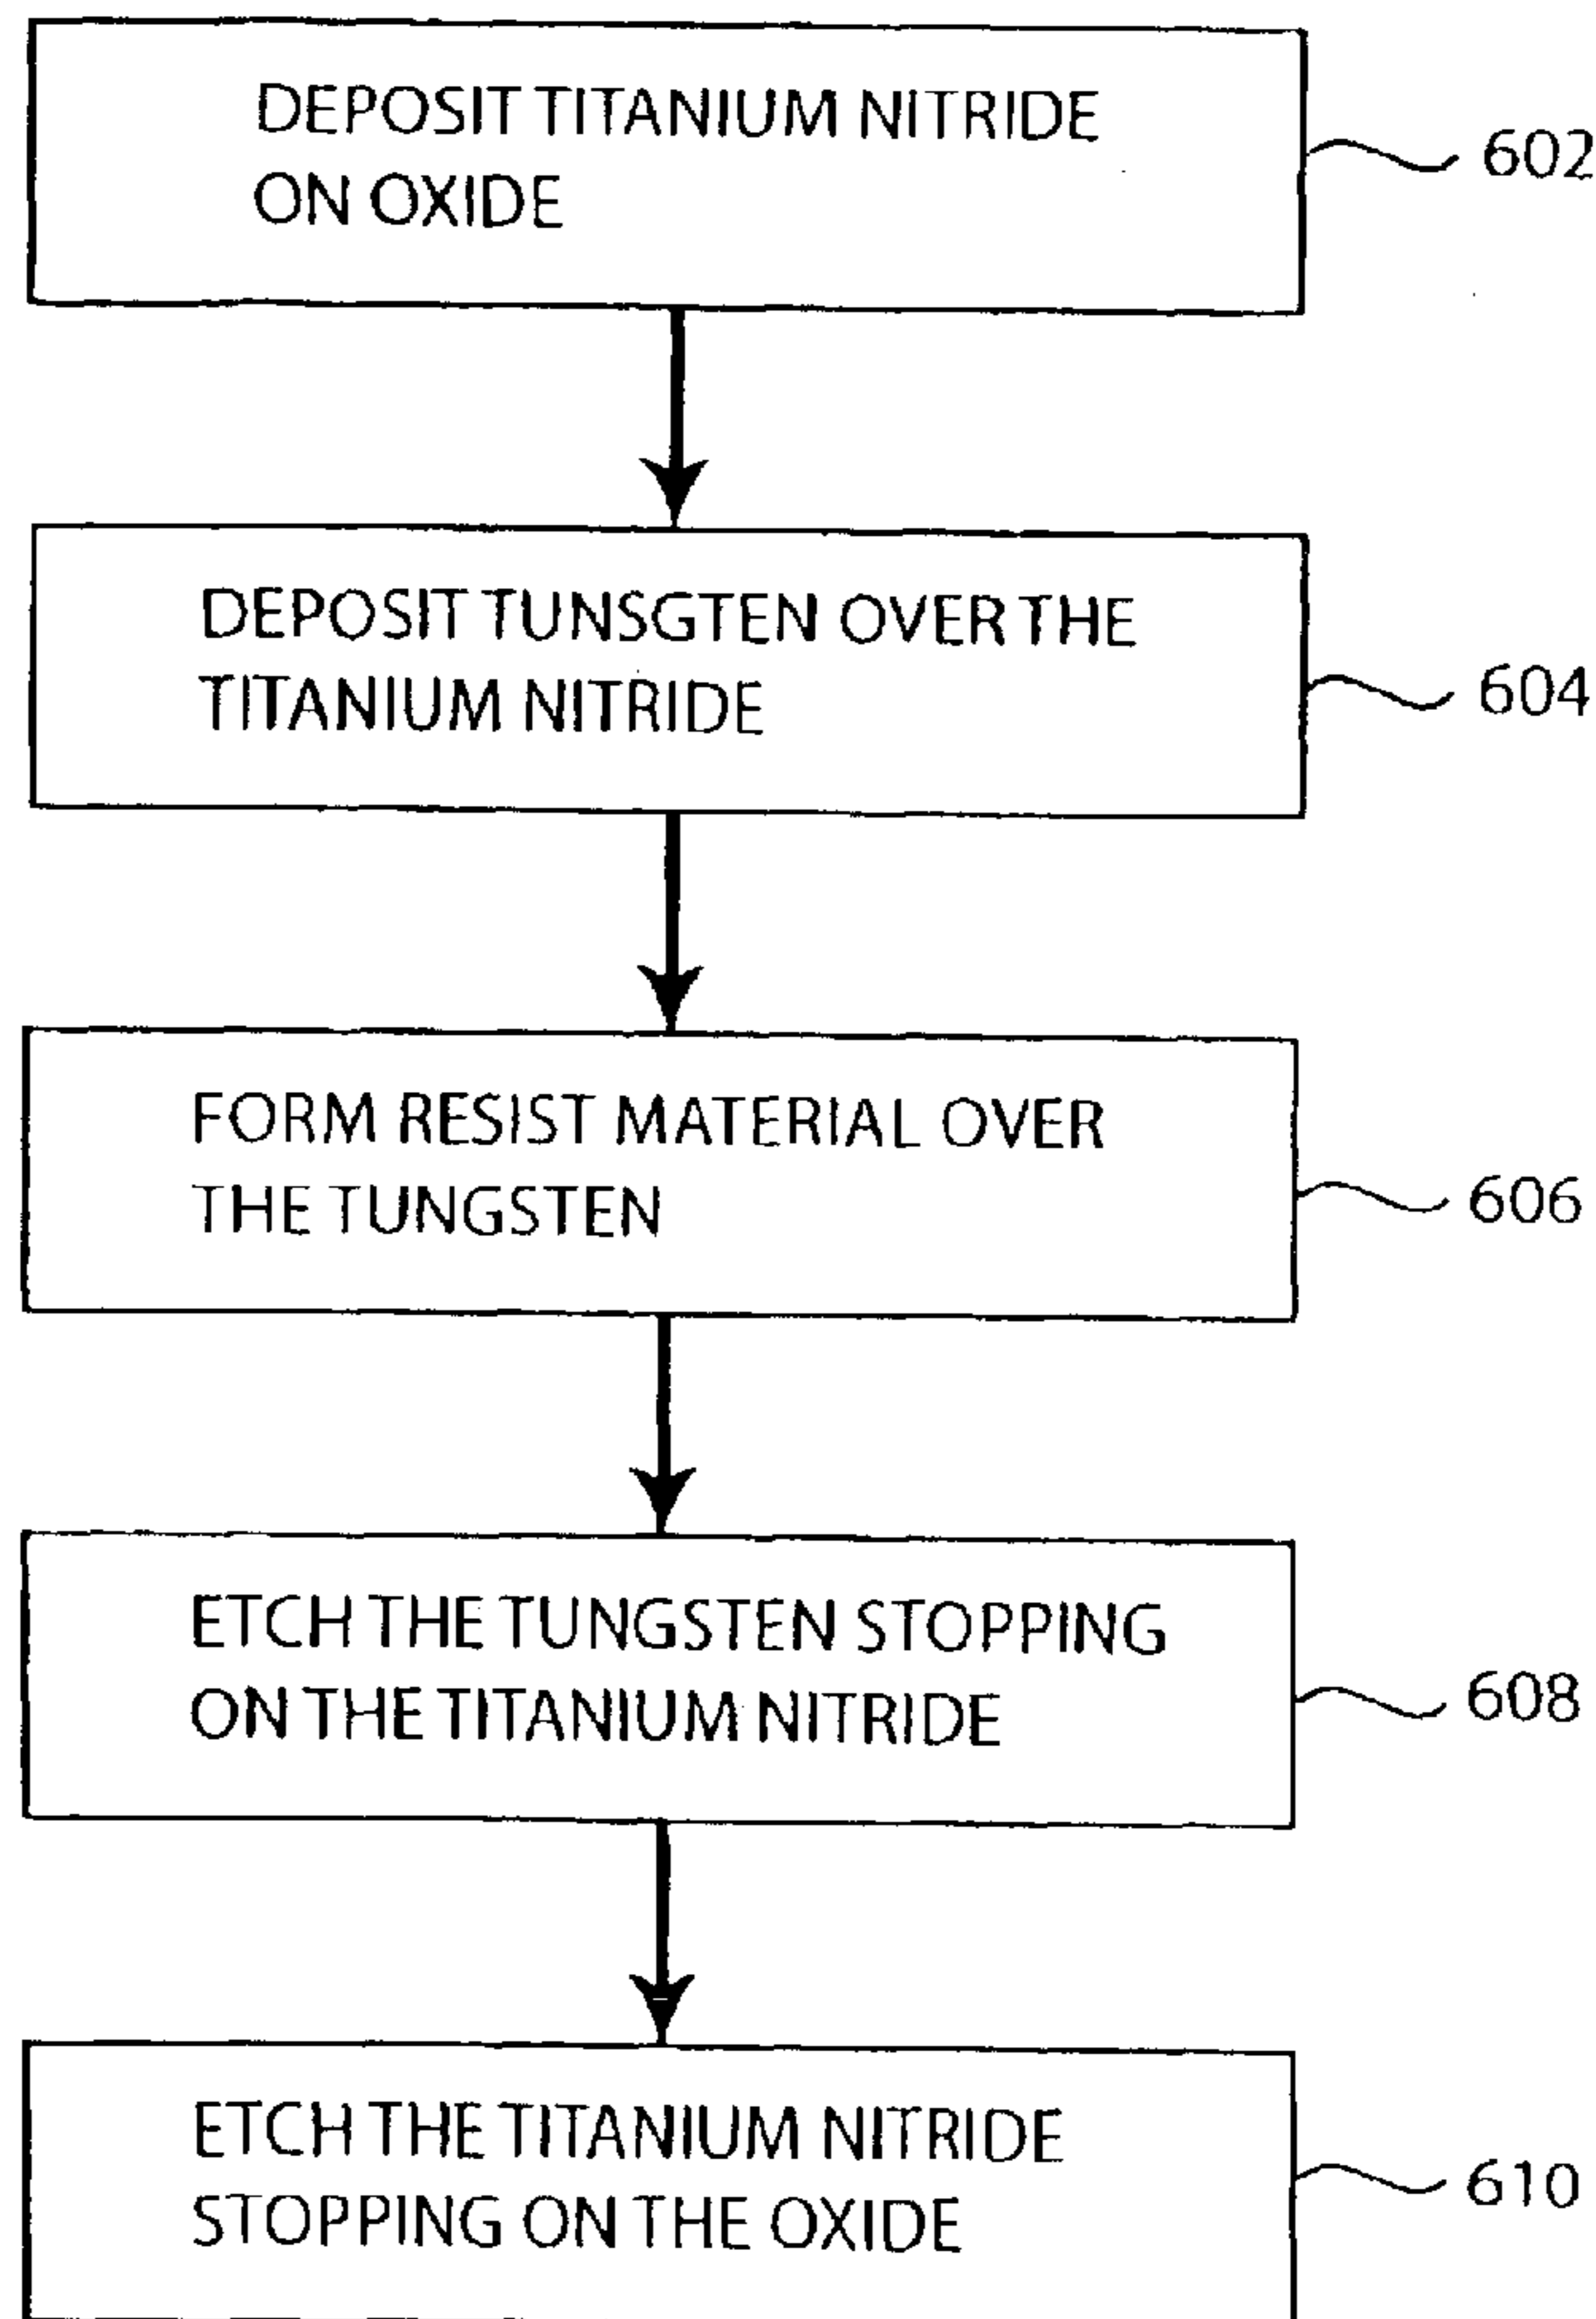 DEPOSIT TITANIUM NITRIDE
ON OXIDE
602
DEPOSIT TUNSGTEN OVER THE
TITANIUM NITRIDE
604
FORM RESIST MATERIAL OVER
THE TUNGSTEN
606
ETCH THE TUNGSTEN STOPPING
ON THE TITANIUM NITRIDE
608
ETCH THE TITANIUM NITRIDE
STOPPING ON THE OXIDE
610